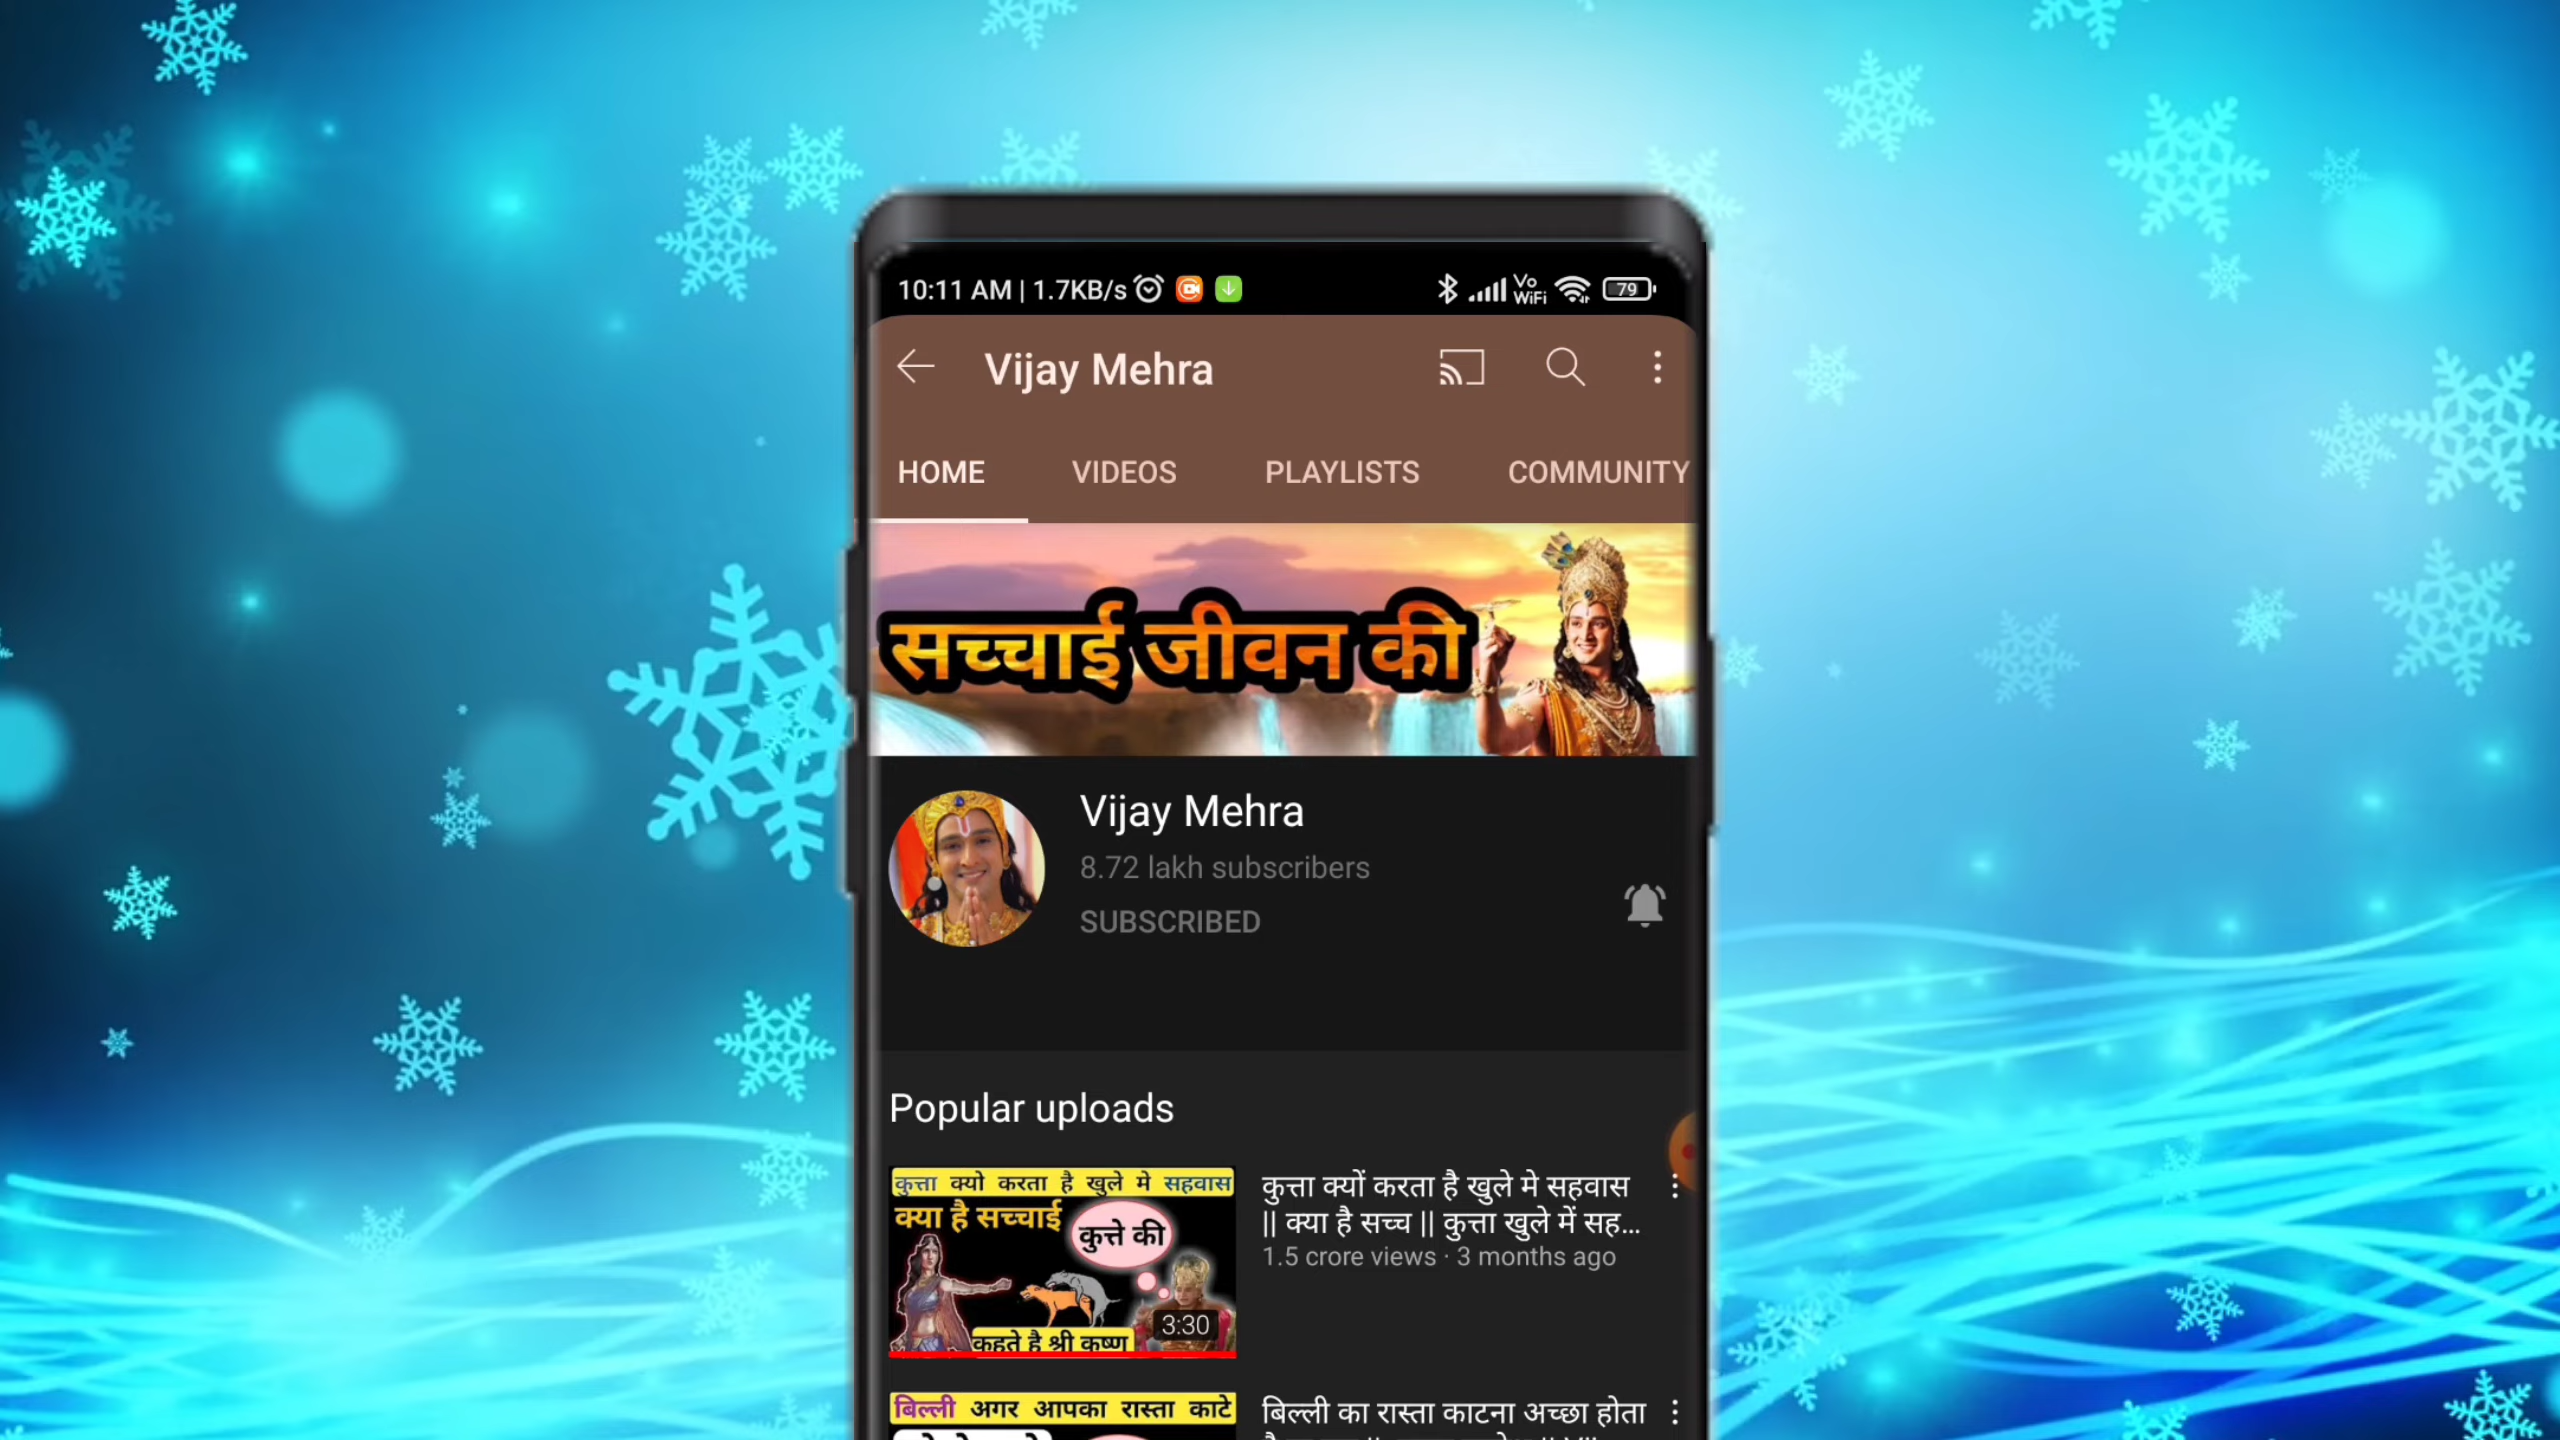 10:11 AM | 1.7KB/s
Vo
WiFi
79
Vijay Mehra
HOME VIDEOS PLAYLISTS COMMUNITY
सच्चाई जीवन की
Vijay Mehra
8.72 lakh subscribers
SUBSCRIBED
Popular uploads
कुत्ता क्यो करता है खुले मे सहवास
क्या है सच्चाई
कुत्ते की
कहते है श्री कष्ण
3:30
कुत्ता क्यों करता है खुले मे सहवास
|| क्या है सच्च || कुत्ता खुले में सह...
1.5 crore views · 3 months ago
बिल्ली अगर आपका रास्ता काटे
बिल्ली का रास्ता काटना अच्छा होता